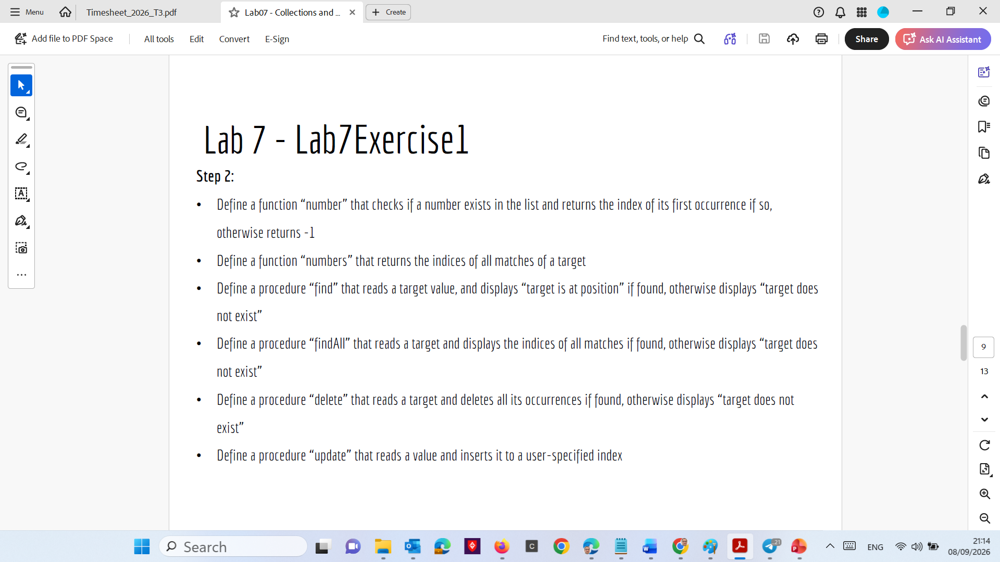 Menu
Timesheet_2026_T3.pdf
Lab07 - Collections and ...
Create
Add file to PDF Space
All tools
Edit
Convert
E-Sign
Find text, tools, or help
Share
Ask AI Assistant
Lab 7 - Lab7Exercise1
Step 2:
• Define a function “number” that checks if a number exists in the list and returns the index of its first occurrence if so,
otherwise returns -1
• Define a function “numbers” that returns the indices of all matches of a target
• Define a procedure “find” that reads a target value, and displays “target is at position” if found, otherwise displays “target does
not exist”
• Define a procedure “findAll” that reads a target and displays the indices of all matches if found, otherwise displays “target does
not exist”
• Define a procedure “delete” that reads a target and deletes all its occurrences if found, otherwise displays “target does not
exist”
• Define a procedure “update” that reads a value and inserts it to a user-specified index
9
13
Search
ENG
21:14
08/09/2026